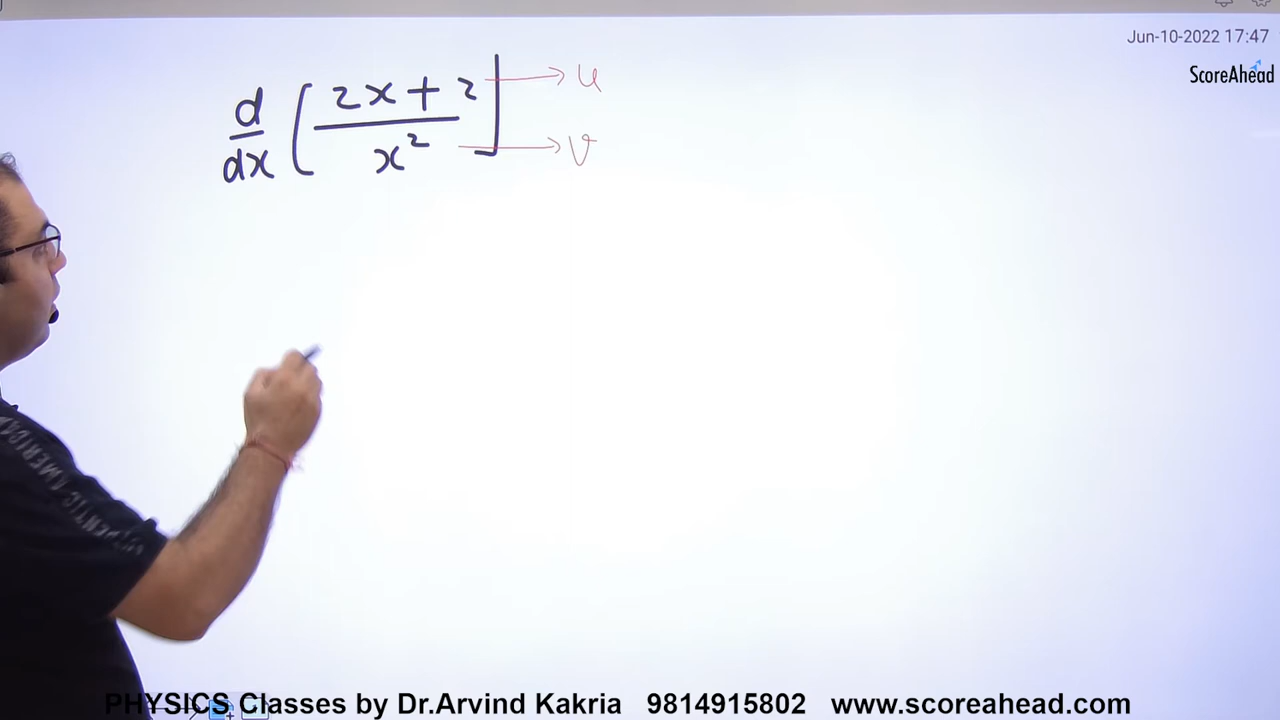 Jun-10-2022 17:47
ScoreAhead
d/dx [ (2x + 2) / x² ] → u
→ v
PHYSICS Classes by Dr.Arvind Kakria 9814915802 www.scoreahead.com